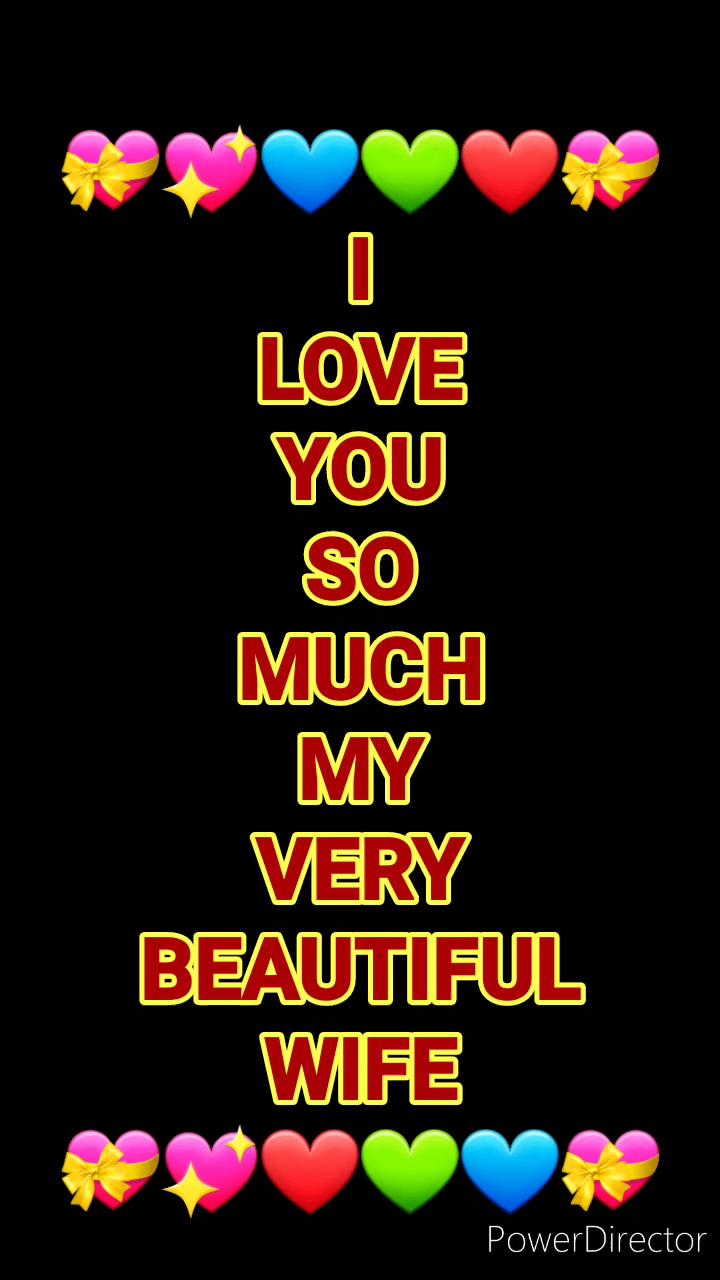 💝💖💙💚❤️💝
I
LOVE
YOU
SO
MUCH
MY
VERY
BEAUTIFUL
WIFE
💝💖❤️💚💙💝
PowerDirector